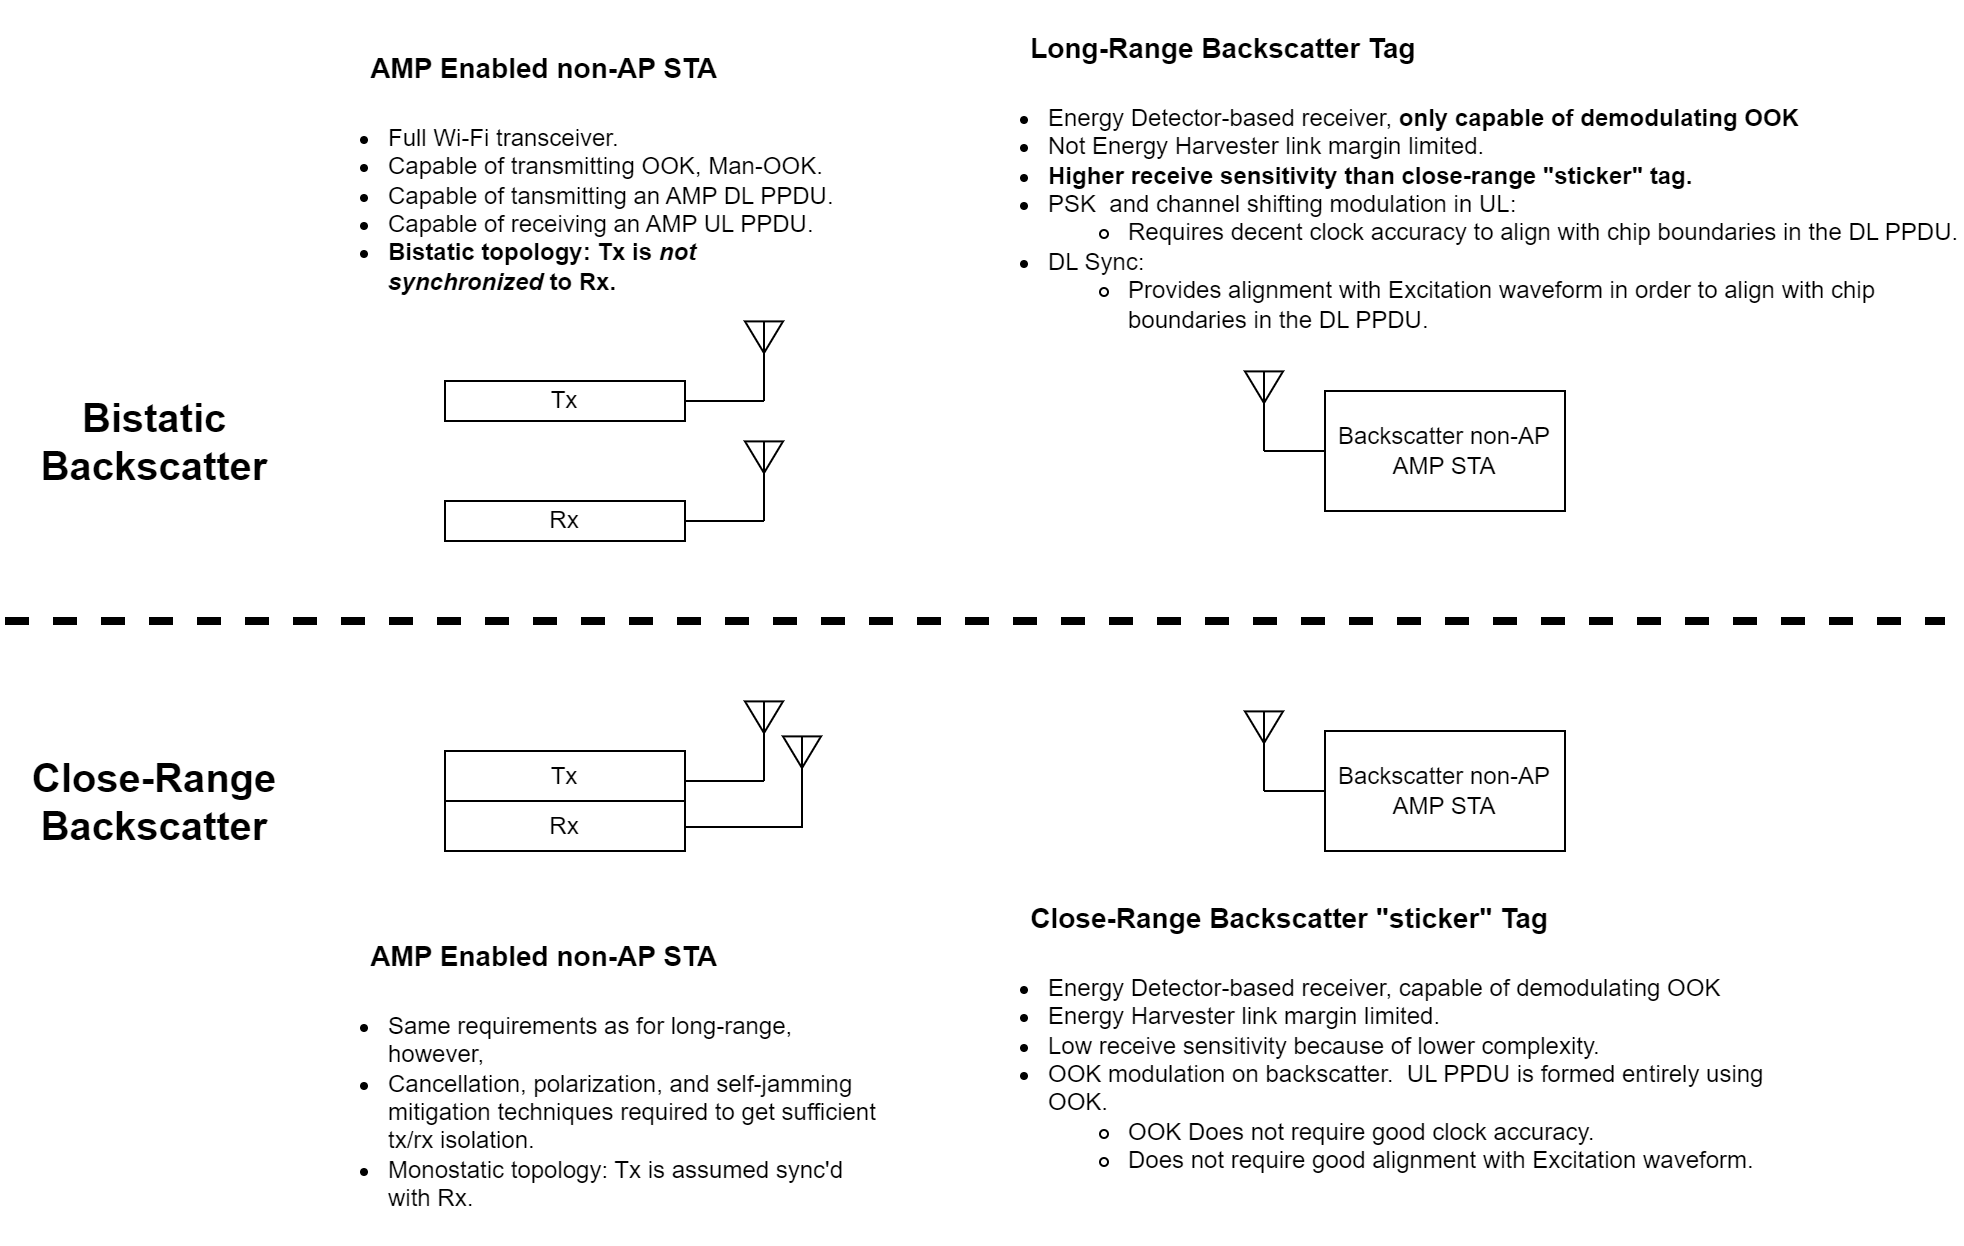 AMP Enabled non-AP STA
Full Wi-Fi transceiver.
Capable of transmitting OOK, Man-OOK.
Capable of tansmitting an AMP DL PPDU.
Capable of receiving an AMP UL PPDU.
Bistatic topology: Tx is not
synchronized to Rx.
Long-Range Backscatter Tag
Energy Detector-based receiver, only capable of demodulating OOK
Not Energy Harvester link margin limited.
Higher receive sensitivity than close-range "sticker" tag.
PSK  and channel shifting modulation in UL:
Requires decent clock accuracy to align with chip boundaries in the DL PPDU.
DL Sync:
Provides alignment with Excitation waveform in order to align with chip
boundaries in the DL PPDU.
Bistatic
Backscatter
Tx
Rx
Backscatter non-AP
AMP STA
Close-Range
Backscatter
Tx
Rx
Backscatter non-AP
AMP STA
AMP Enabled non-AP STA
Same requirements as for long-range,
however,
Cancellation, polarization, and self-jamming
mitigation techniques required to get sufficient
tx/rx isolation.
Monostatic topology: Tx is assumed sync'd
with Rx.
Close-Range Backscatter "sticker" Tag
Energy Detector-based receiver, capable of demodulating OOK
Energy Harvester link margin limited.
Low receive sensitivity because of lower complexity.
OOK modulation on backscatter.  UL PPDU is formed entirely using
OOK.
OOK Does not require good clock accuracy.
Does not require good alignment with Excitation waveform.